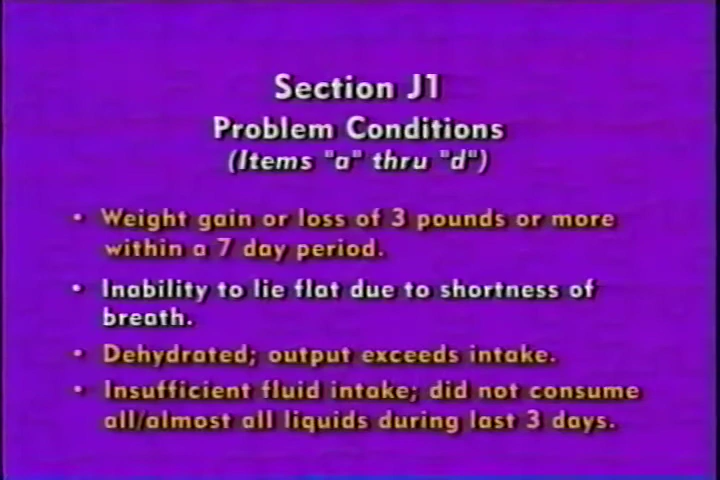 Section J1
Problem Conditions
(Items "a" thru "d")
• Weight gain or loss of 3 pounds or more
within a 7 day period.
• Inability to lie flat due to shortness of
breath.
• Dehydrated; output exceeds intake.
• Insufficient fluid intake; did not consume
all/almost all liquids during last 3 days.